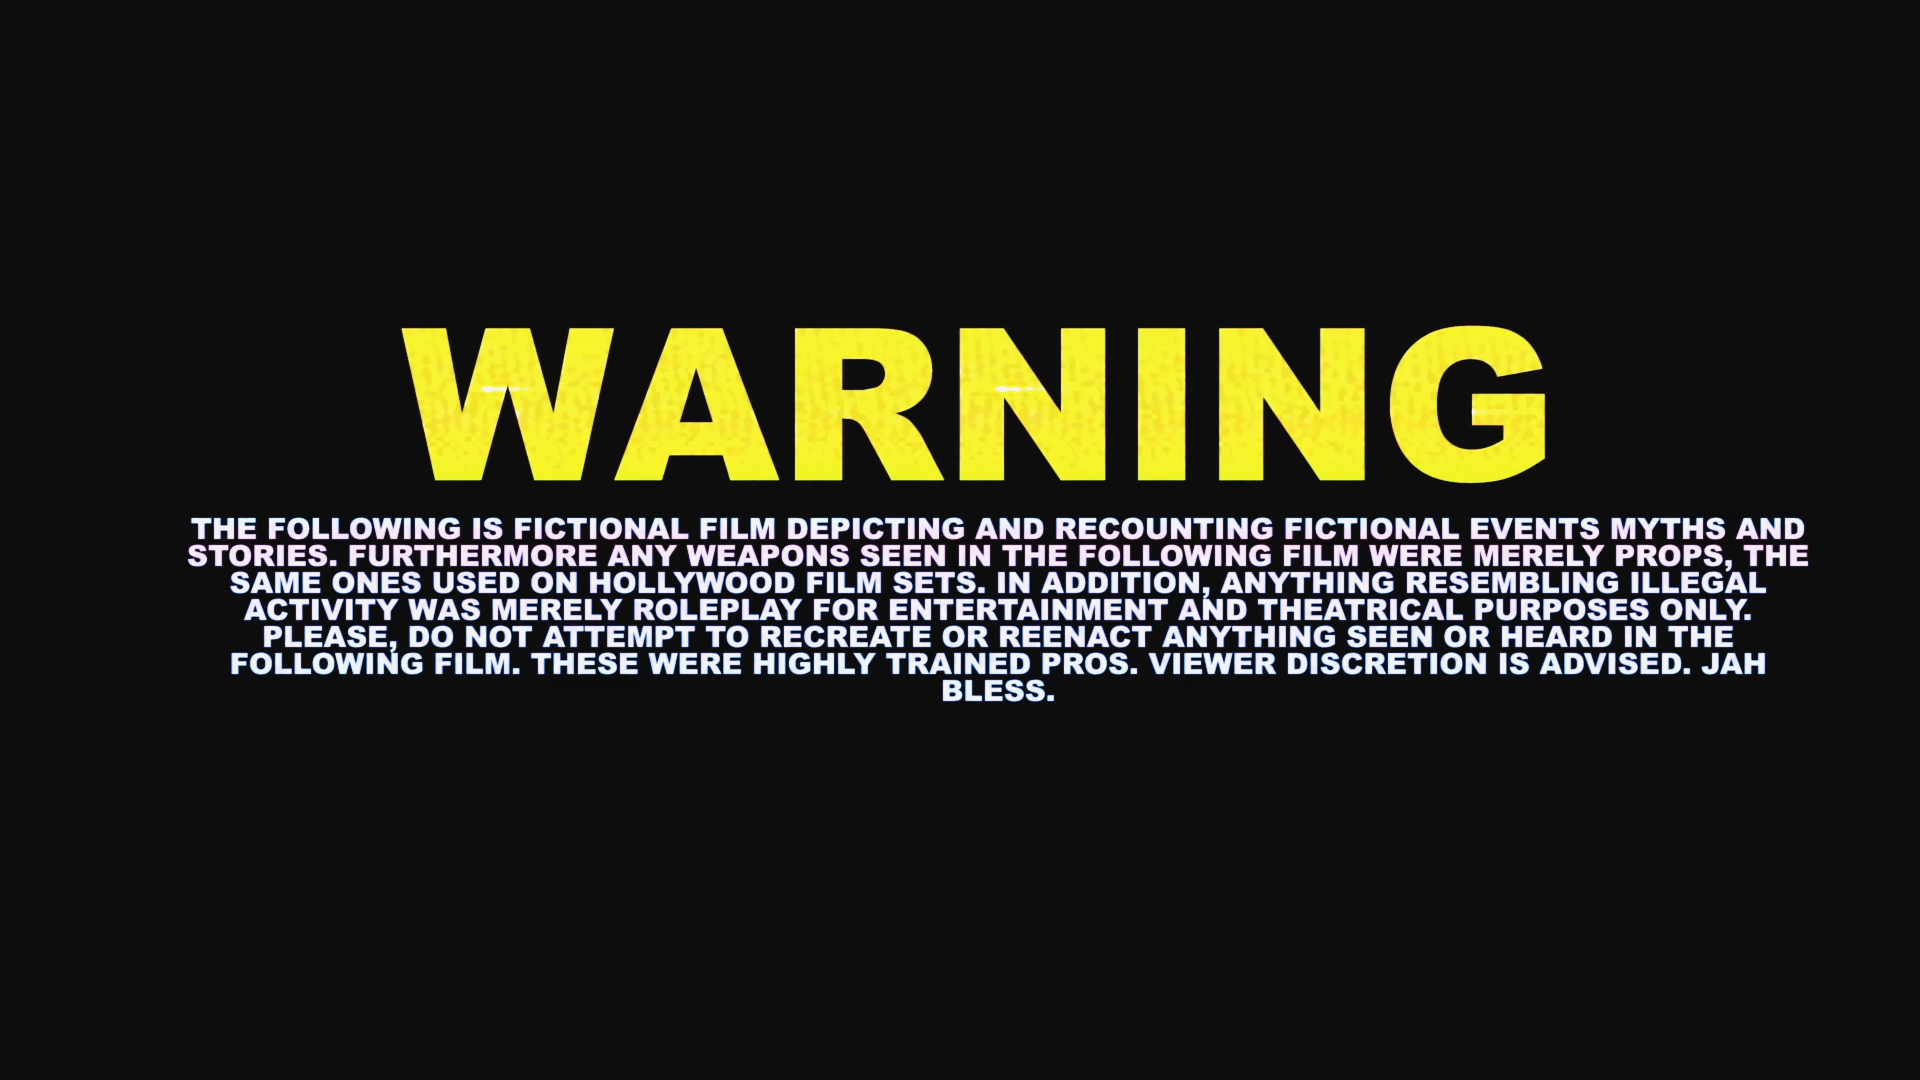 WARNING
THE FOLLOWING IS FICTIONAL FILM DEPICTING AND RECOUNTING FICTIONAL EVENTS MYTHS AND
STORIES. FURTHERMORE ANY WEAPONS SEEN IN THE FOLLOWING FILM WERE MERELY PROPS, THE
SAME ONES USED ON HOLLYWOOD FILM SETS. IN ADDITION, ANYTHING RESEMBLING ILLEGAL
ACTIVITY WAS MERELY ROLEPLAY FOR ENTERTAINMENT AND THEATRICAL PURPOSES ONLY.
PLEASE, DO NOT ATTEMPT TO RECREATE OR REENACT ANYTHING SEEN OR HEARD IN THE
FOLLOWING FILM. THESE WERE HIGHLY TRAINED PROS. VIEWER DISCRETION IS ADVISED. JAH
BLESS.